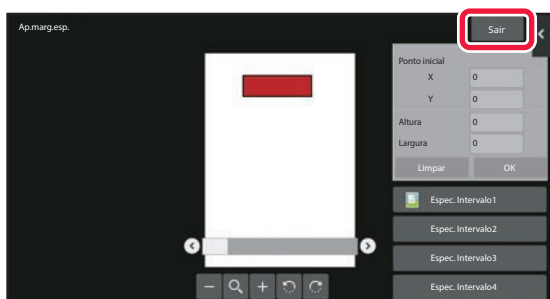 Ap.marg.esp.
Sair
Ponto inicial
X 0
Y 0
Altura 0
Largura 0
Limpar OK
Espec. Intervalo1
Espec. Intervalo2
Espec. Intervalo3
Espec. Intervalo4